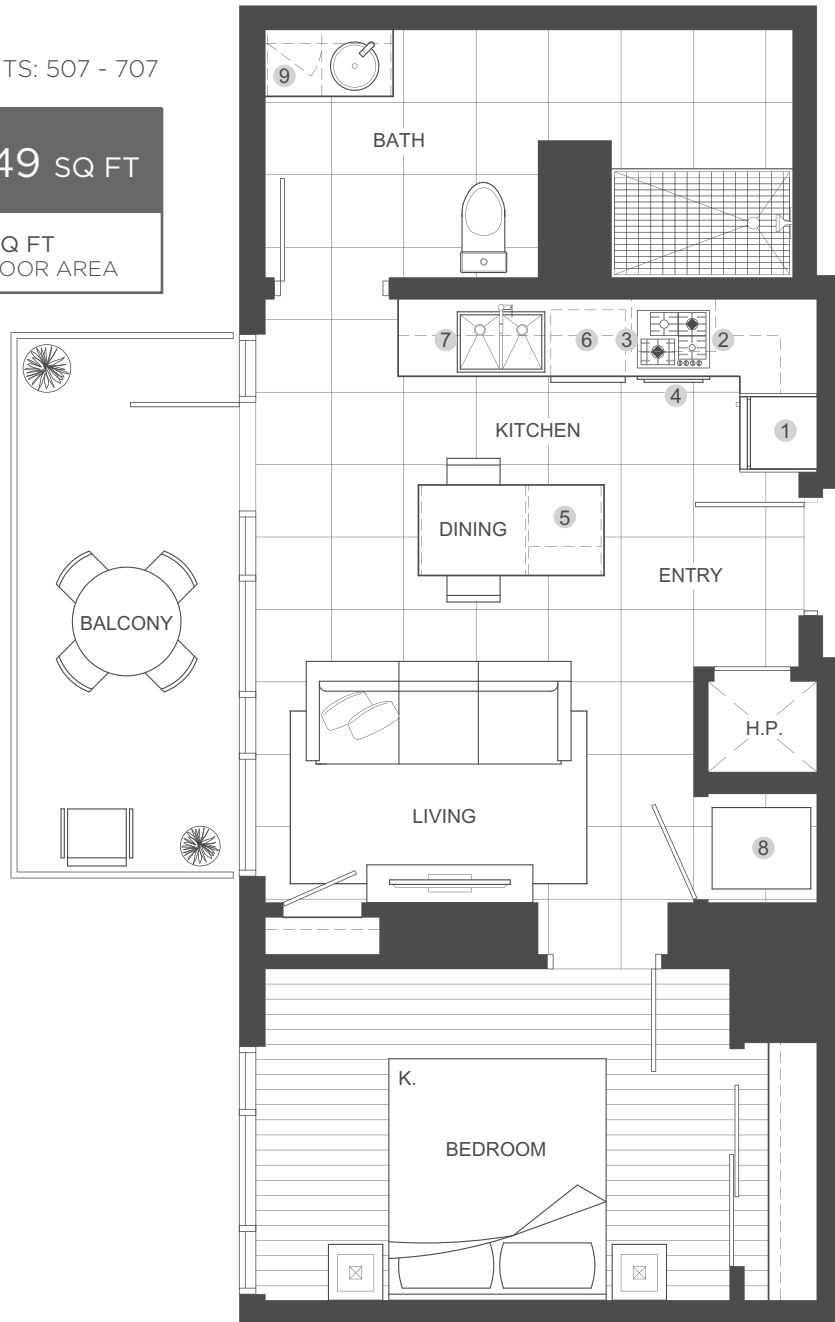 TS: 507 - 707
49 SQ FT
Q FT
OOR AREA
9
BATH
7
6
3
2
4
KITCHEN
1
DINING
5
ENTRY
BALCONY
H.P.
LIVING
8
K.
BEDROOM